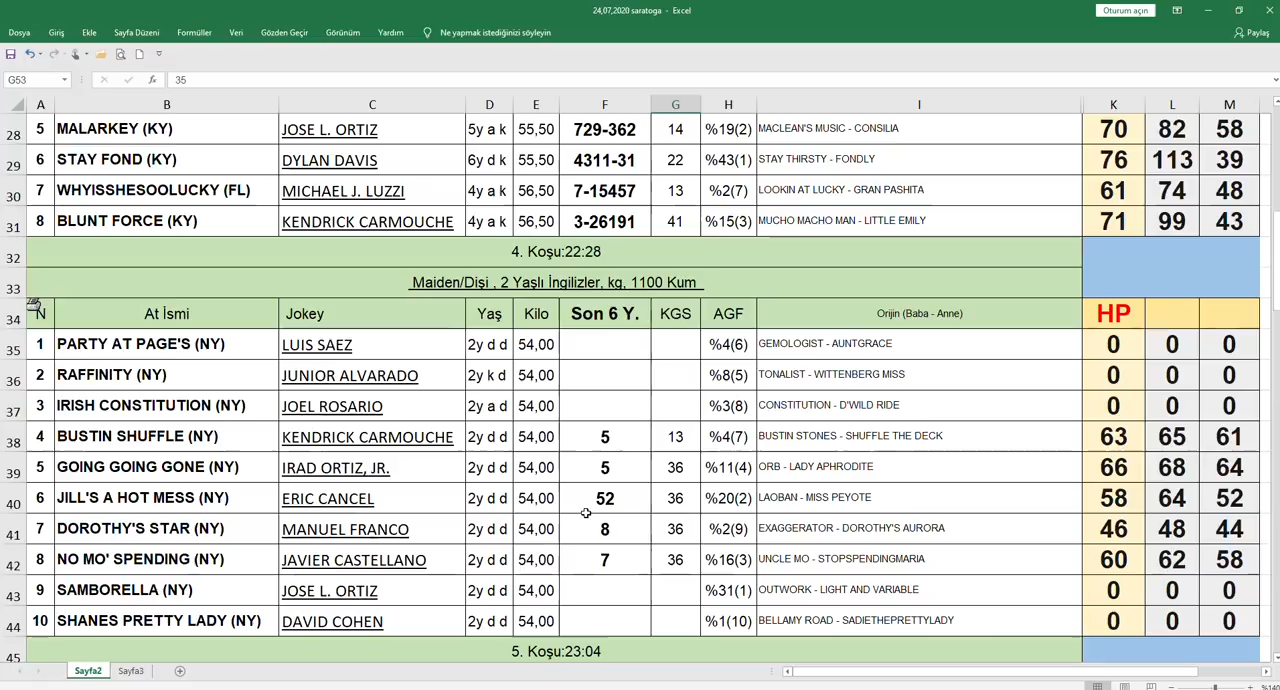 24,07,2020 saratoga - Excel
Oturum açın
Dosya Giriş Ekle Sayfa Düzeni Formüller Veri Gözden Geçir Görünüm Yardım Ne yapmak istediğinizi söyleyin Paylaş
G53 fx 35
A B C D E F G H I K L M
28 5 MALARKEY (KY) JOSE L. ORTIZ 5y a k 55,50 729-362 14 %19(2) MACLEAN'S MUSIC - CONSILIA 70 82 58
29 6 STAY FOND (KY) DYLAN DAVIS 6y d k 55,50 4311-31 22 %43(1) STAY THIRSTY - FONDLY 76 113 39
30 7 WHYISSHESOOLUCKY (FL) MICHAEL J. LUZZI 4y a k 56,50 7-15457 13 %2(7) LOOKIN AT LUCKY - GRAN PASHITA 61 74 48
31 8 BLUNT FORCE (KY) KENDRICK CARMOUCHE 4y a k 56,50 3-26191 41 %15(3) MUCHO MACHO MAN - LITTLE EMILY 71 99 43
32 4. Koşu:22:28
33 Maiden/Dişi , 2 Yaşlı İngilizler, kg, 1100 Kum
34 N At İsmi Jokey Yaş Kilo Son 6 Y. KGS AGF Orijin (Baba - Anne) HP
35 1 PARTY AT PAGE'S (NY) LUIS SAEZ 2y d d 54,00 %4(6) GEMOLOGIST - AUNTGRACE 0 0 0
36 2 RAFFINITY (NY) JUNIOR ALVARADO 2y k d 54,00 %8(5) TONALIST - WITTENBERG MISS 0 0 0
37 3 IRISH CONSTITUTION (NY) JOEL ROSARIO 2y a d 54,00 %3(8) CONSTITUTION - D'WILD RIDE 0 0 0
38 4 BUSTIN SHUFFLE (NY) KENDRICK CARMOUCHE 2y d d 54,00 5 13 %4(7) BUSTIN STONES - SHUFFLE THE DECK 63 65 61
39 5 GOING GOING GONE (NY) IRAD ORTIZ, JR. 2y d d 54,00 5 36 %11(4) ORB - LADY APHRODITE 66 68 64
40 6 JILL'S A HOT MESS (NY) ERIC CANCEL 2y d d 54,00 52 36 %20(2) LAOBAN - MISS PEYOTE 58 64 52
41 7 DOROTHY'S STAR (NY) MANUEL FRANCO 2y d d 54,00 8 36 %2(9) EXAGGERATOR - DOROTHY'S AURORA 46 48 44
42 8 NO MO' SPENDING (NY) JAVIER CASTELLANO 2y d d 54,00 7 36 %16(3) UNCLE MO - STOPSPENDINGMARIA 60 62 58
43 9 SAMBORELLA (NY) JOSE L. ORTIZ 2y d d 54,00 %31(1) OUTWORK - LIGHT AND VARIABLE 0 0 0
44 10 SHANES PRETTY LADY (NY) DAVID COHEN 2y d d 54,00 %1(10) BELLAMY ROAD - SADIETHEPRETTYLADY 0 0 0
45 5. Koşu:23:04
Sayfa2 Sayfa3
%140